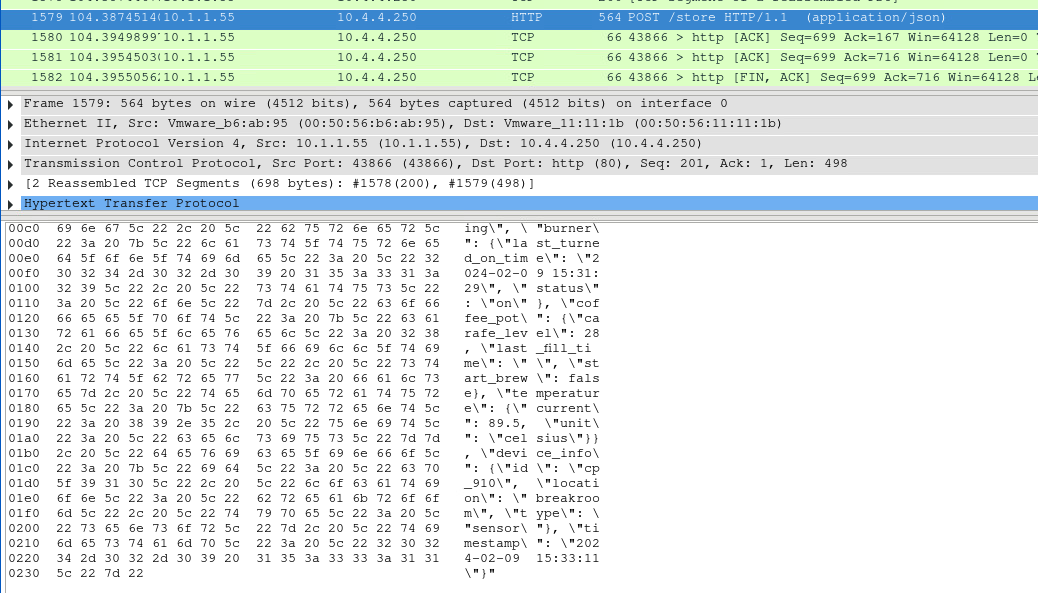 1579 104.3874514( 10.1.1.55 10.4.4.250 HTTP 564 POST /store HTTP/1.1 (application/json)
1580 104.3949899' 10.1.1.55 10.4.4.250 TCP 66 43866 > http [ACK] Seq=699 Ack=167 Win=64128 Len=0
1581 104.3954503( 10.1.1.55 10.4.4.250 TCP 66 43866 > http [ACK] Seq=699 Ack=716 Win=64128 Len=0
1582 104.3955056; 10.1.1.55 10.4.4.250 TCP 66 43866 > http [FIN, ACK] Seq=699 Ack=716 Win=64128 L
Frame 1579: 564 bytes on wire (4512 bits), 564 bytes captured (4512 bits) on interface 0
Ethernet II, Src: Vmware_b6:ab:95 (00:50:56:b6:ab:95), Dst: Vmware_11:11:1b (00:50:56:11:11:1b)
Internet Protocol Version 4, Src: 10.1.1.55 (10.1.1.55), Dst: 10.4.4.250 (10.4.4.250)
Transmission Control Protocol, Src Port: 43866 (43866), Dst Port: http (80), Seq: 201, Ack: 1, Len: 498
[2 Reassembled TCP Segments (698 bytes): #1578(200), #1579(498)]
Hypertext Transfer Protocol
00c0 69 6e 67 5c 22 2c 20 5c 22 62 75 72 6e 65 72 5c ing\", \ "burner\
00d0 22 3a 20 7b 5c 22 6c 61 73 74 5f 74 75 72 6e 65 ": {\"la st_turne
00e0 64 5f 6f 6e 5f 74 69 6d 65 5c 22 3a 20 5c 22 32 d_on_tim e\": \"2
00f0 30 32 34 2d 30 32 2d 30 39 20 31 35 3a 33 31 3a 024-02-0 9 15:31:
0100 32 39 5c 22 2c 20 5c 22 73 74 61 74 75 73 5c 22 29\", \" status\"
0110 3a 20 5c 22 6f 6e 5c 22 7d 2c 20 5c 22 63 6f 66 : \"on\" }, \"cof
0120 66 65 65 5f 70 6f 74 5c 22 3a 20 7b 5c 22 63 61 fee_pot\ ": {\"ca
0130 72 61 66 65 5f 6c 65 76 65 6c 5c 22 3a 20 32 38 rafe_lev el\": 28
0140 2c 20 5c 22 6c 61 73 74 5f 66 69 6c 6c 5f 74 69 , \"last _fill_ti
0150 6d 65 5c 22 3a 20 5c 22 5c 22 2c 20 5c 22 73 74 me\": \" \", \"st
0160 61 72 74 5f 62 72 65 77 5c 22 3a 20 66 61 6c 73 art_brew \": fals
0170 65 7d 2c 20 5c 22 74 65 6d 70 65 72 61 74 75 72 e}, \"te mperatur
0180 65 5c 22 3a 20 7b 5c 22 63 75 72 72 65 6e 74 5c e\": {\" current\
0190 22 3a 20 38 39 2e 35 2c 20 5c 22 75 6e 69 74 5c ": 89.5, \"unit\
01a0 22 3a 20 5c 22 63 65 6c 73 69 75 73 5c 22 7d 7d ": \"cel sius\"}}
01b0 2c 20 5c 22 64 65 76 69 63 65 5f 69 6e 66 6f 5c , \"devi ce_info\
01c0 22 3a 20 7b 5c 22 69 64 5c 22 3a 20 5c 22 63 70 ": {\"id \": \"cp
01d0 5f 39 31 30 5c 22 2c 20 5c 22 6c 6f 63 61 74 69 _910\", \"locati
01e0 6f 6e 5c 22 3a 20 5c 22 62 72 65 61 6b 72 6f 6f on\": \" breakroo
01f0 6d 5c 22 2c 20 5c 22 74 79 70 65 5c 22 3a 20 5c m\", \"t ype\": \
0200 22 73 65 6e 73 6f 72 5c 22 7d 2c 20 5c 22 74 69 "sensor\ "}, \"ti
0210 6d 65 73 74 61 6d 70 5c 22 3a 20 5c 22 32 30 32 mestamp\ ": \"202
0220 34 2d 30 32 2d 30 39 20 31 35 3a 33 33 3a 31 31 4-02-09 15:33:11
0230 5c 22 7d 22 \"}"